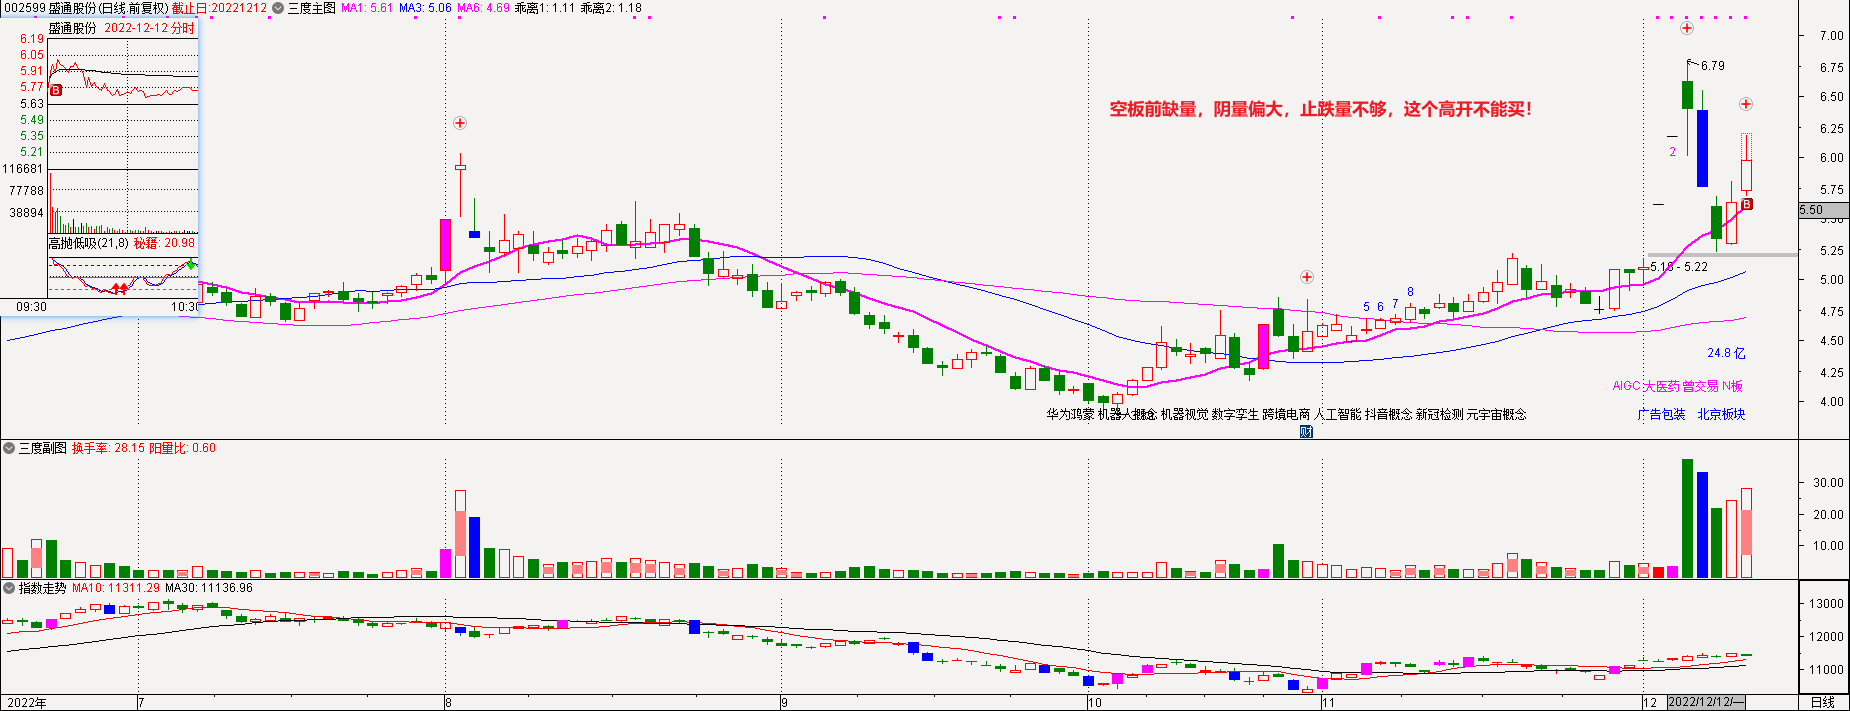 002599 盛通股份(日线.前复权) 截止日:20221212 三度主图 MA1: 5.61 MA3: 5.06 MA6: 4.69 乖离1: 1.11 乖离2: 1.18
盛通股份 2022-12-12 分时
6.19
6.05
5.91
5.77
5.63
5.49
5.35
5.21
116681
77788
38894
B
高抛低吸(21,8) 秘籍: 20.98
09:30
空板前缺量，阴量偏大，止跌量不够，这个高开不能买！
6.79
2
B
5.22
5 6 7 8
24.8 亿
AIGC 大医药 曾交易 N板
广告包装 北京板块
机器视觉 数字孪生 跨境电商 人工智能 抖音概念 新冠检测 元宇宙概念
华为鸿蒙
财
7.00
6.75
6.50
6.25
6.00
5.75
5.50
5.25
5.00
4.75
4.50
4.25
4.00
三度副图 换手率: 28.15 阳量比: 0.60
30.00
20.00
10.00
指数走势 MA10: 11311.29 MA30: 11136.96
13000
12000
11000
2022年 7 8 9 10 11 12 2022/12/12/一 日线